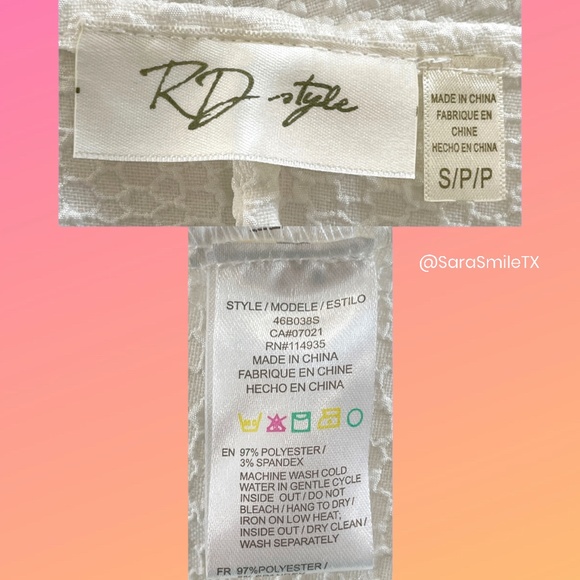 RD style
MADE IN CHINA
FABRIQUE EN
CHINE
HECHO EN CHINA
S/P/P
@SaraSmileTX
STYLE / MODELE / ESTILO
46B038S
CA#07021
RN#114935
MADE IN CHINA
FABRIQUE EN CHINE
HECHO EN CHINA
EN 97% POLYESTER /
3% SPANDEX
MACHINE WASH COLD
WATER IN GENTLE CYCLE
INSIDE OUT / DO NOT
BLEACH / HANG TO DRY /
IRON ON LOW HEAT;
INSIDE OUT / DRY CLEAN /
WASH SEPARATELY
FR 97%POLYESTER /